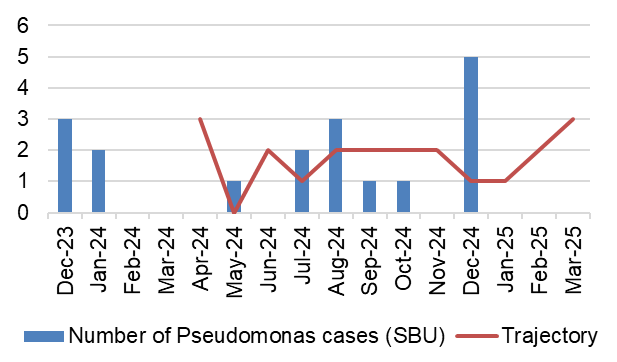 6
5
4
3
2
1
0
Dec-23
Jan-24
Feb-24
Mar-24
Apr-24
May-24
Jun-24
Jul-24
Aug-24
Sep-24
Oct-24
Nov-24
Dec-24
Jan-25
Feb-25
Mar-25
Number of Pseudomonas cases (SBU) Trajectory